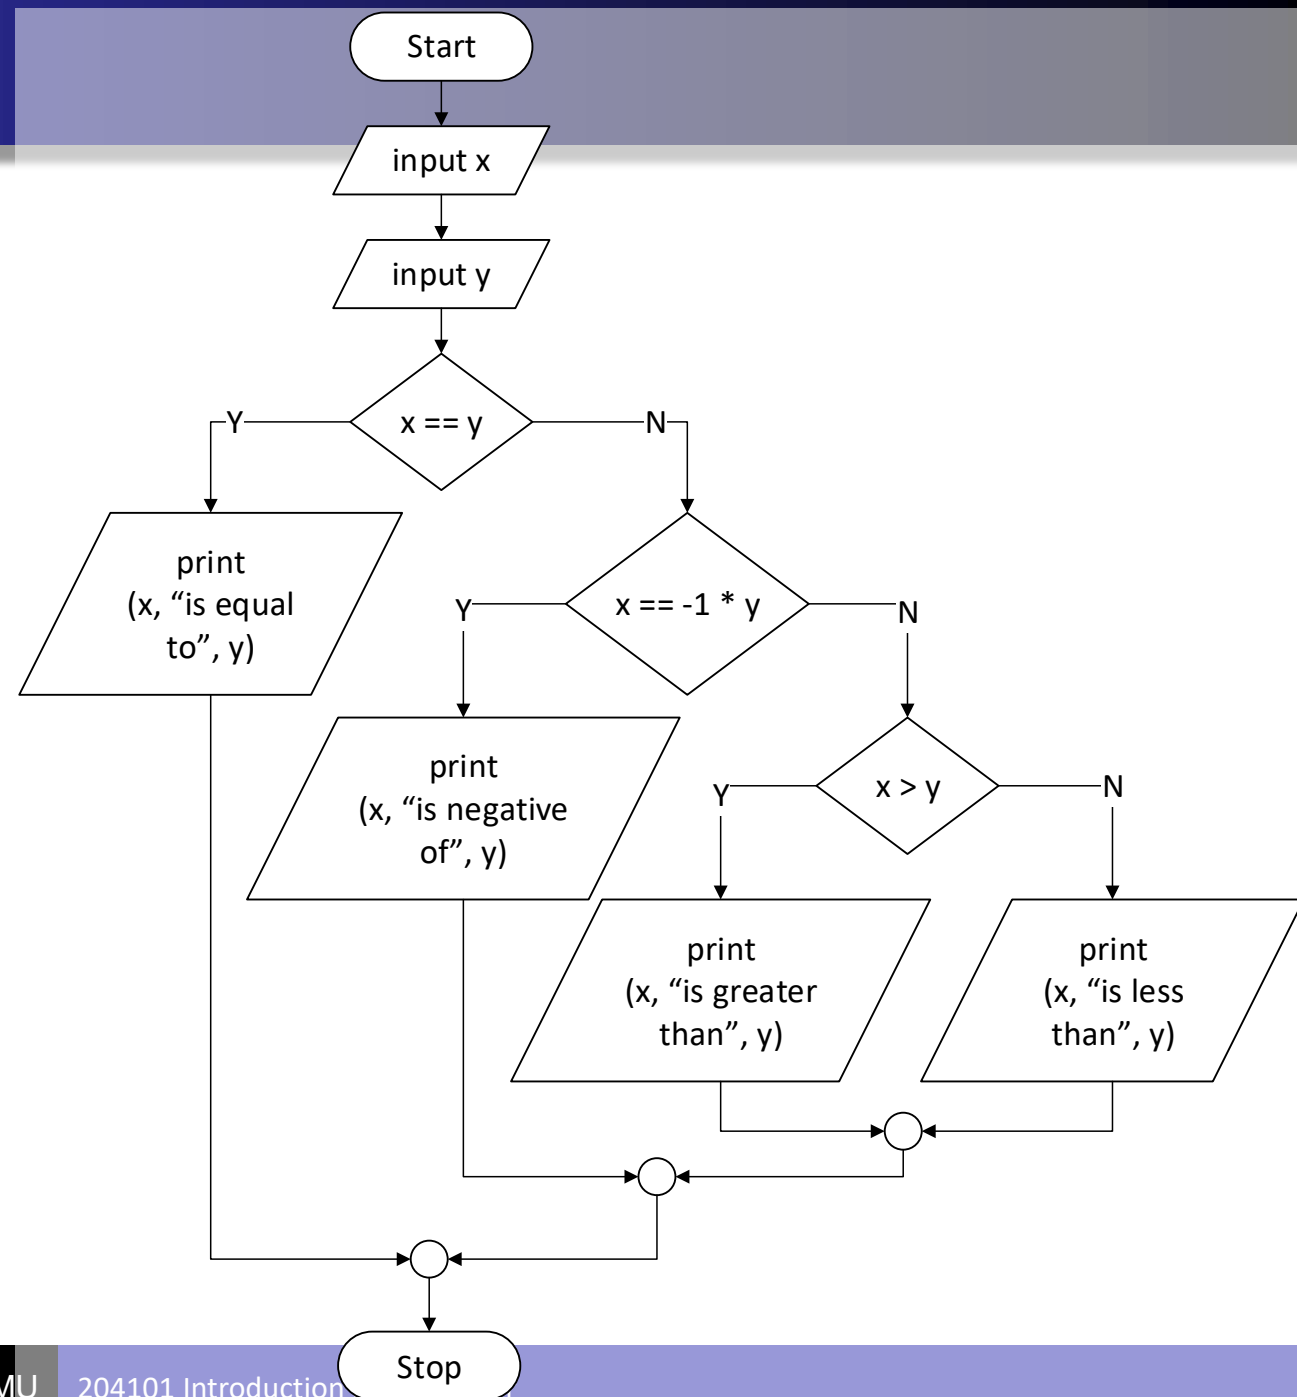 Start
input x
input y
x == y
Y
N
print
(x, “is equal
to”, y)
x == -1 * y
Y
N
print
(x, “is negative
of”, y)
x > y
Y
N
print
(x, “is greater
than”, y)
print
(x, “is less
than”, y)
Stop
204101 Introduction